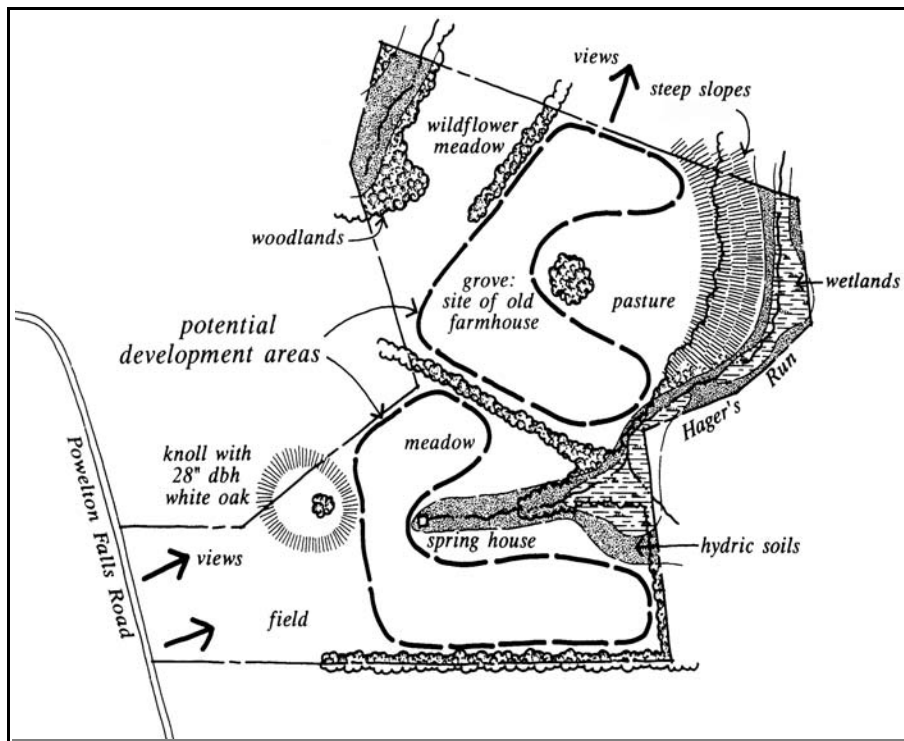 views
steep slopes
wildflower
meadow
woodlands
wetlands
grove:
site of old
farmhouse
pasture
potential
development areas
Hager's Run
meadow
knoll with
28" dbh
white oak
Powelton Falls Road
spring house
hydric soils
views
field